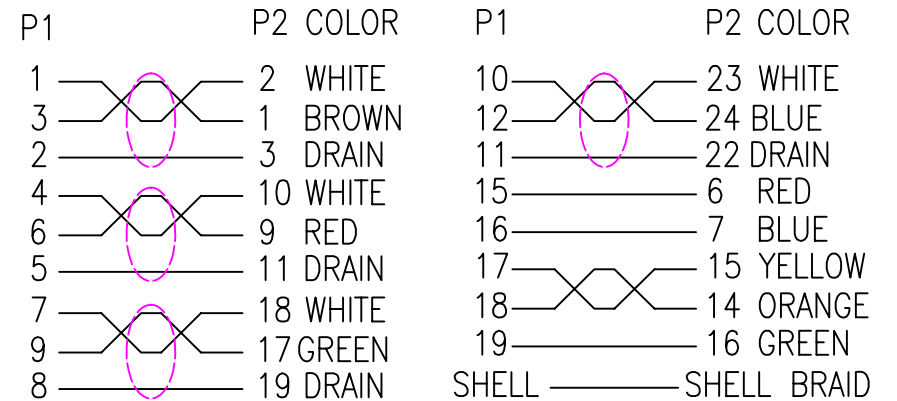 P1 P2 COLOR
1 2 WHITE
3 1 BROWN
2 3 DRAIN
4 10 WHITE
6 9 RED
5 11 DRAIN
7 18 WHITE
9 17 GREEN
8 19 DRAIN
P1 P2 COLOR
10 23 WHITE
12 24 BLUE
11 22 DRAIN
15 6 RED
16 7 BLUE
17 15 YELLOW
18 14 ORANGE
19 16 GREEN
SHELL SHELL BRAID